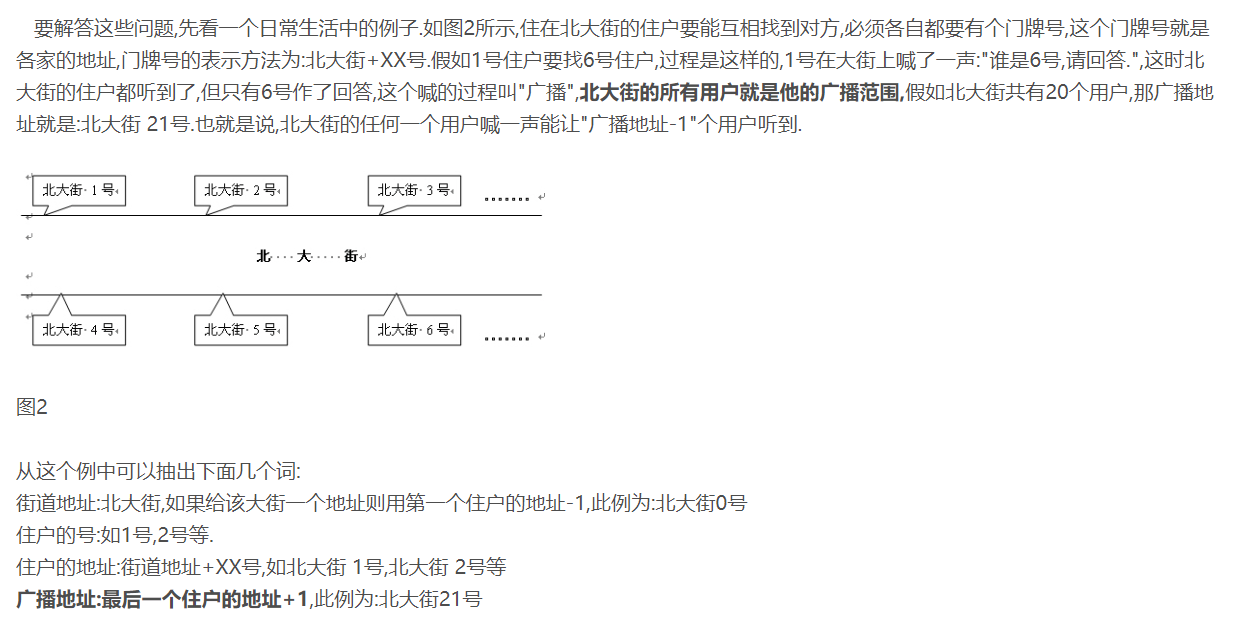 要解答这些问题,先看一个日常生活中的例子.如图2所示,住在北大街的住户要能互相找到对方,必须各自都要有个门牌号,这个门牌号就是
各家的地址,门牌号的表示方法为:北大街+XX号.假如1号住户要找6号住户,过程是这样的,1号在大街上喊了一声:"谁是6号,请回答.",这时北
大街的住户都听到了,但只有6号作了回答,这个喊的过程叫"广播",北大街的所有用户就是他的广播范围,假如北大街共有20个用户,那广播地
址就是:北大街 21号.也就是说,北大街的任何一个用户喊一声能让"广播地址-1"个用户听到.
北大街· 1 号
北大街· 2 号
北大街· 3 号
.......
北····大·····街
北大街· 4 号
北大街· 5 号
北大街· 6 号
.......
图2
从这个例中可以抽出下面几个词:
街道地址:北大街,如果给该大街一个地址则用第一个住户的地址-1,此例为:北大街0号
住户的号:如1号,2号等.
住户的地址:街道地址+XX号,如北大街 1号,北大街 2号等
广播地址:最后一个住户的地址+1,此例为:北大街21号